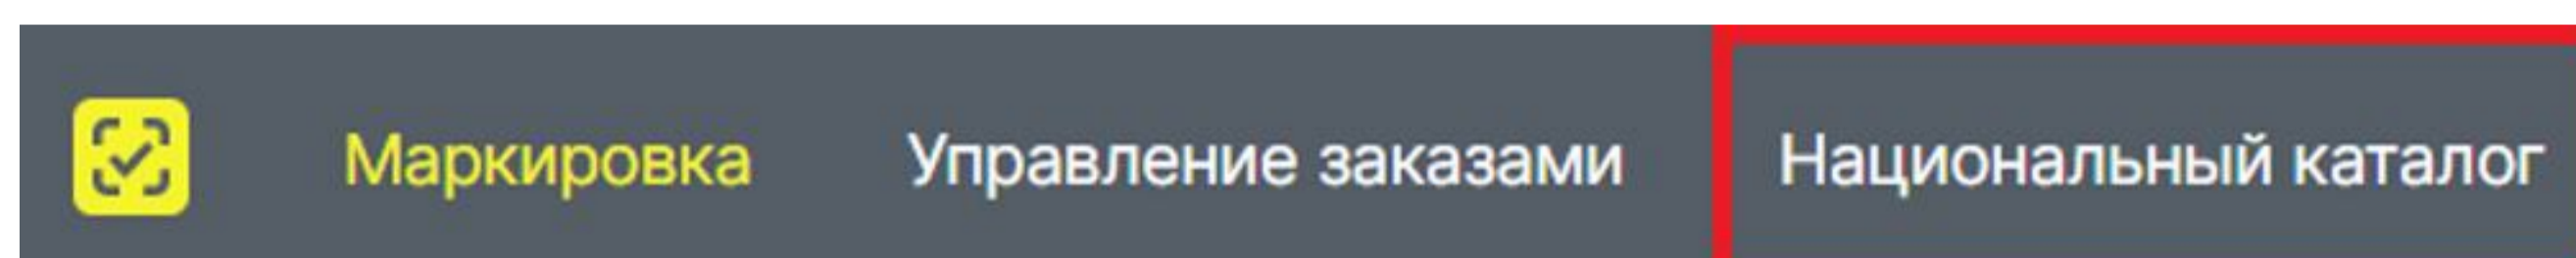 Маркировка Управление заказами Национальный каталог